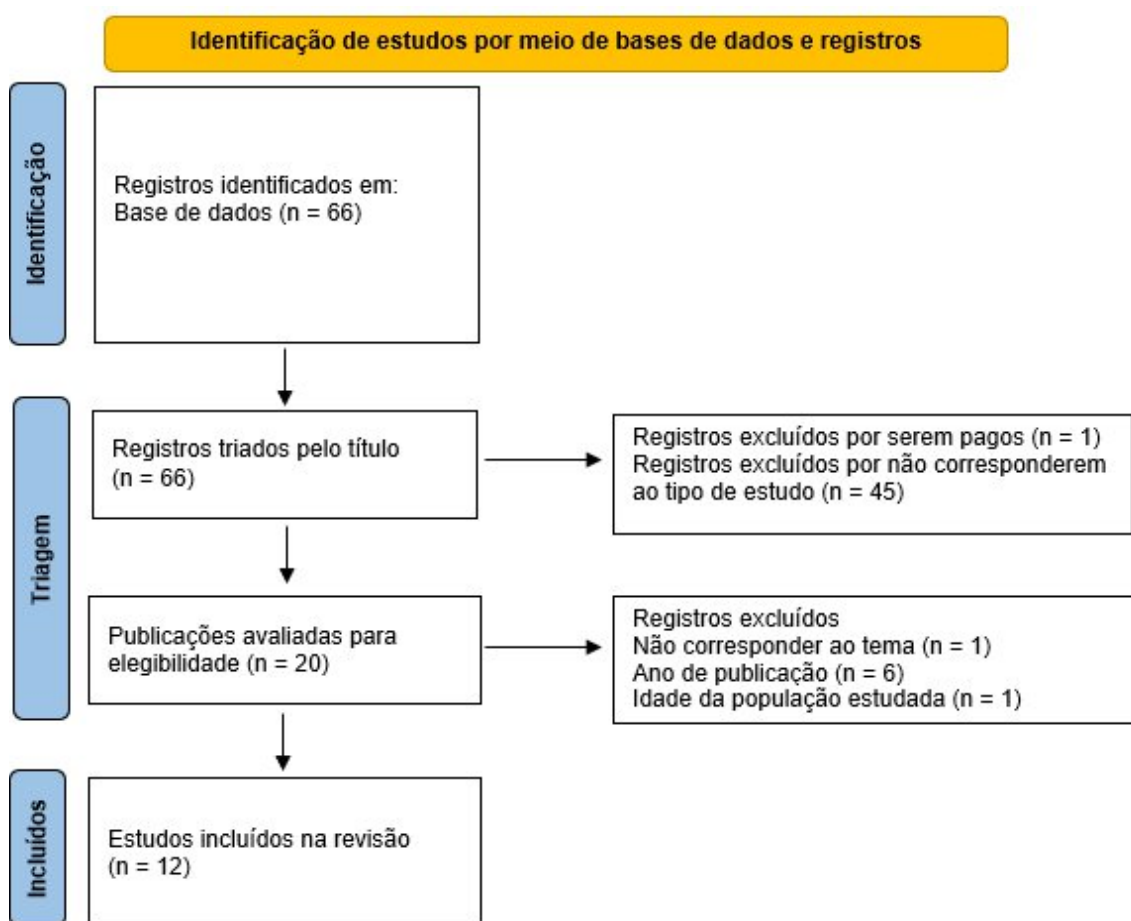 Identificação de estudos por meio de bases de dados e registros
Identificação
Registros identificados em:
Base de dados (n = 66)
Triagem
Registros triados pelo título
(n = 66)
Registros excluídos por serem pagos (n = 1)
Registros excluídos por não corresponderem
ao tipo de estudo (n = 45)
Publicações avaliadas para
elegibilidade (n = 20)
Registros excluídos
Não corresponder ao tema (n = 1)
Ano de publicação (n = 6)
Idade da população estudada (n = 1)
Incluídos
Estudos incluídos na revisão
(n = 12)